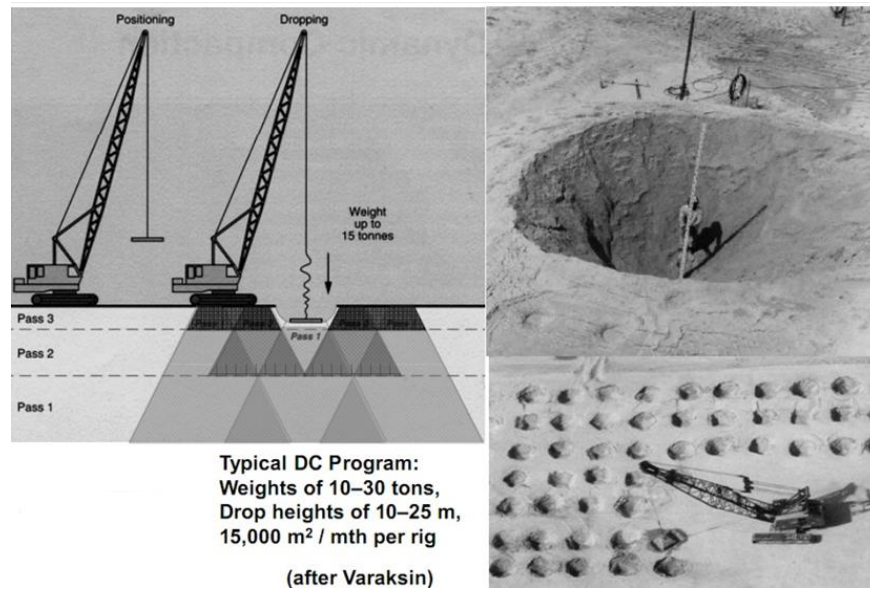 Positioning
Dropping
Weight
up to
15 tonnes
Pass 3
Pass 2
Pass 1
Pass 1
Typical DC Program:
Weights of 10–30 tons,
Drop heights of 10–25 m,
15,000 m² / mth per rig
(after Varaksin)